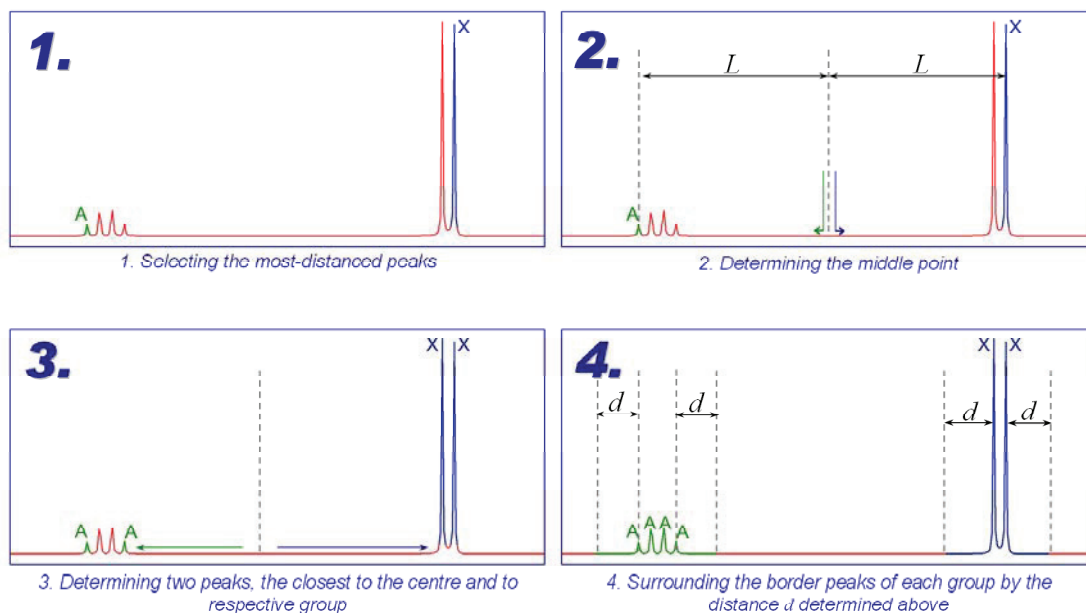 1.
X
A
1. Selecting the most-distanced peaks
2.
X
L L
A
2. Determining the middle point
3.
X X
A A
3. Determining two peaks, the closest to the centre and to
respective group
4.
X X
d d d d
A A
A A
4. Surrounding the border peaks of each group by the
distance d determined above